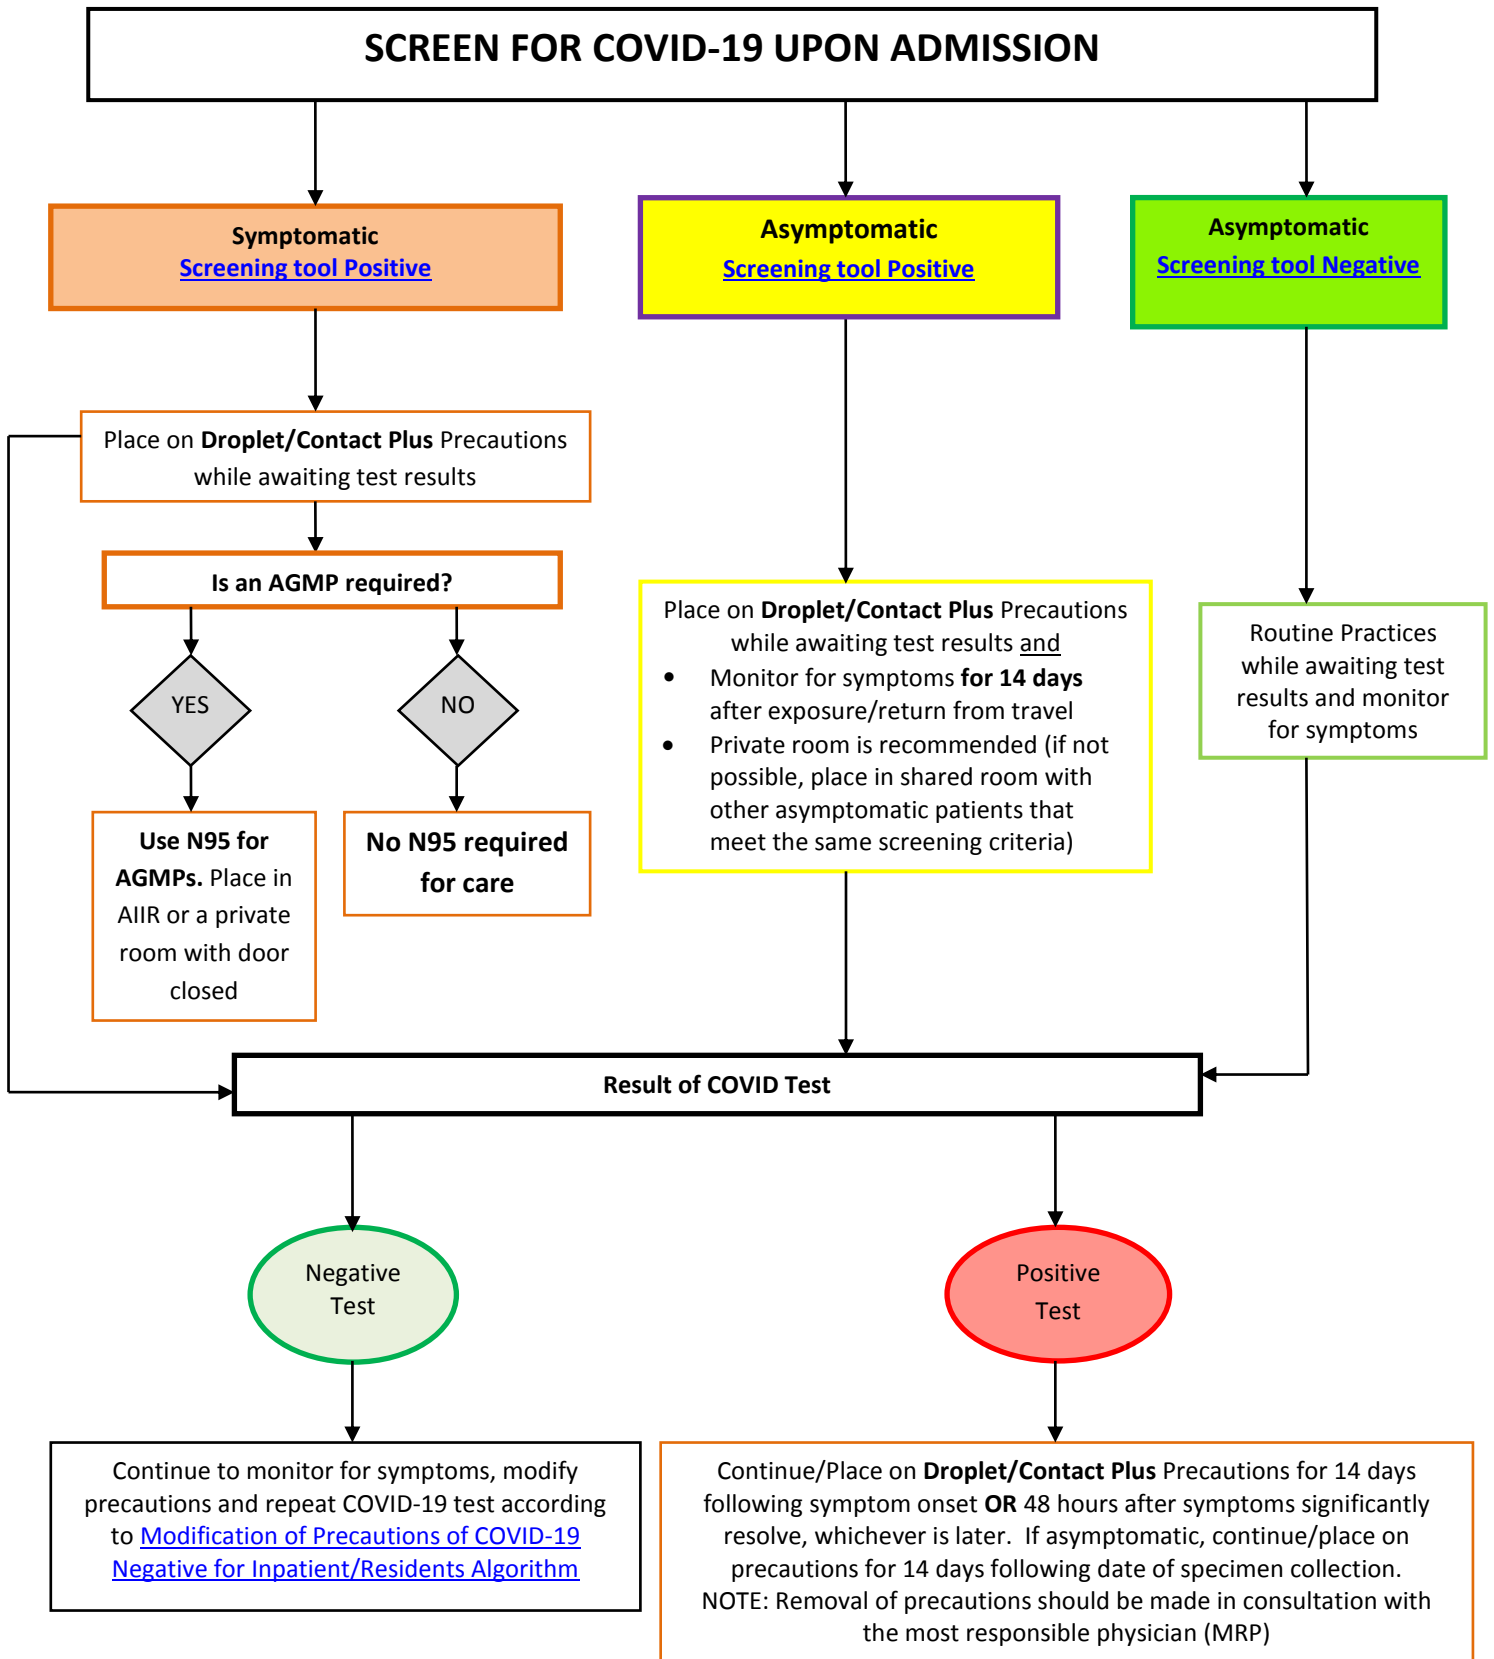 SCREEN FOR COVID-19 UPON ADMISSION
Symptomatic
Screening tool Positive
Asymptomatic
Screening tool Positive
Asymptomatic
Screening tool Negative
Place on Droplet/Contact Plus Precautions
while awaiting test results
Is an AGMP required?
YES
NO
Use N95 for
AGMPs. Place in
AIIR or a private
room with door
closed
No N95 required
for care
Place on Droplet/Contact Plus Precautions
while awaiting test results and
• Monitor for symptoms for 14 days
after exposure/return from travel
• Private room is recommended (if not
possible, place in shared room with
other asymptomatic patients that
meet the same screening criteria)
Routine Practices
while awaiting test
results and monitor
for symptoms
Result of COVID Test
Negative
Test
Positive
Test
Continue to monitor for symptoms, modify
precautions and repeat COVID-19 test according
to Modification of Precautions of COVID-19
Negative for Inpatient/Residents Algorithm
Continue/Place on Droplet/Contact Plus Precautions for 14 days
following symptom onset OR 48 hours after symptoms significantly
resolve, whichever is later.  If asymptomatic, continue/place on
precautions for 14 days following date of specimen collection.
NOTE: Removal of precautions should be made in consultation with
the most responsible physician (MRP)